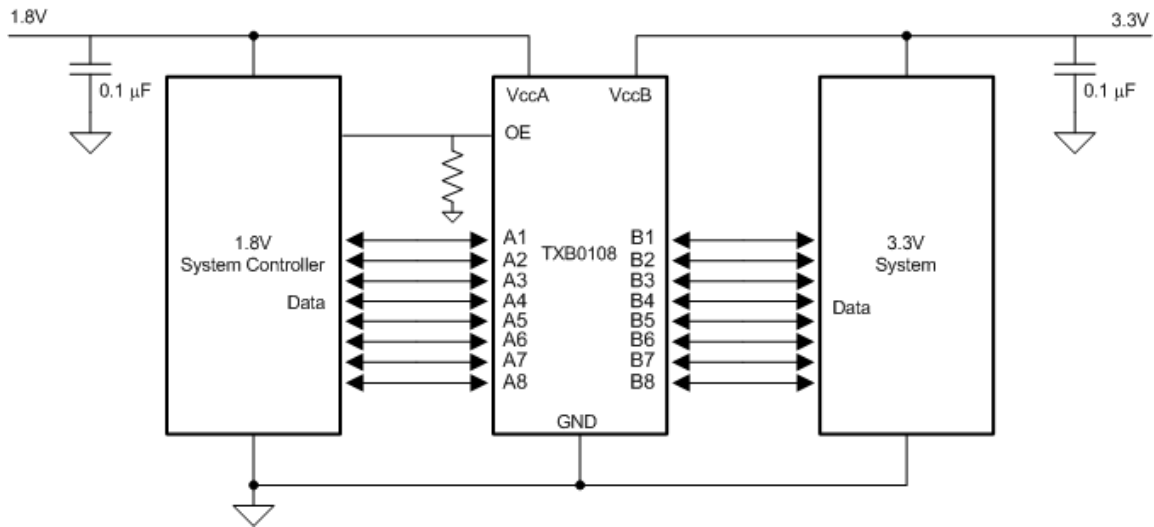 1.8V
3.3V
0.1 μF
VccA
VccB
0.1 μF
OE
1.8V
System Controller
Data
A1
A2
A3
A4
A5
A6
A7
A8
TXB0108
B1
B2
B3
B4
B5
B6
B7
B8
GND
3.3V
System
Data